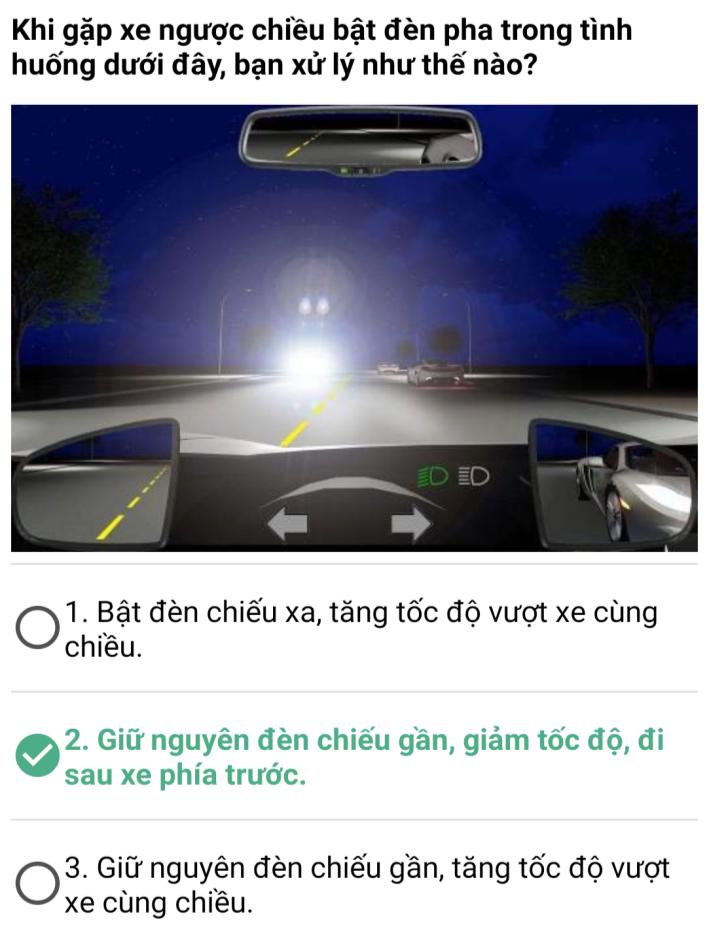 Khi gặp xe ngược chiều bật đèn pha trong tình
huống dưới đây, bạn xử lý như thế nào?
1. Bật đèn chiếu xa, tăng tốc độ vượt xe cùng
chiều.
2. Giữ nguyên đèn chiếu gần, giảm tốc độ, đi
sau xe phía trước.
3. Giữ nguyên đèn chiếu gần, tăng tốc độ vượt
xe cùng chiều.